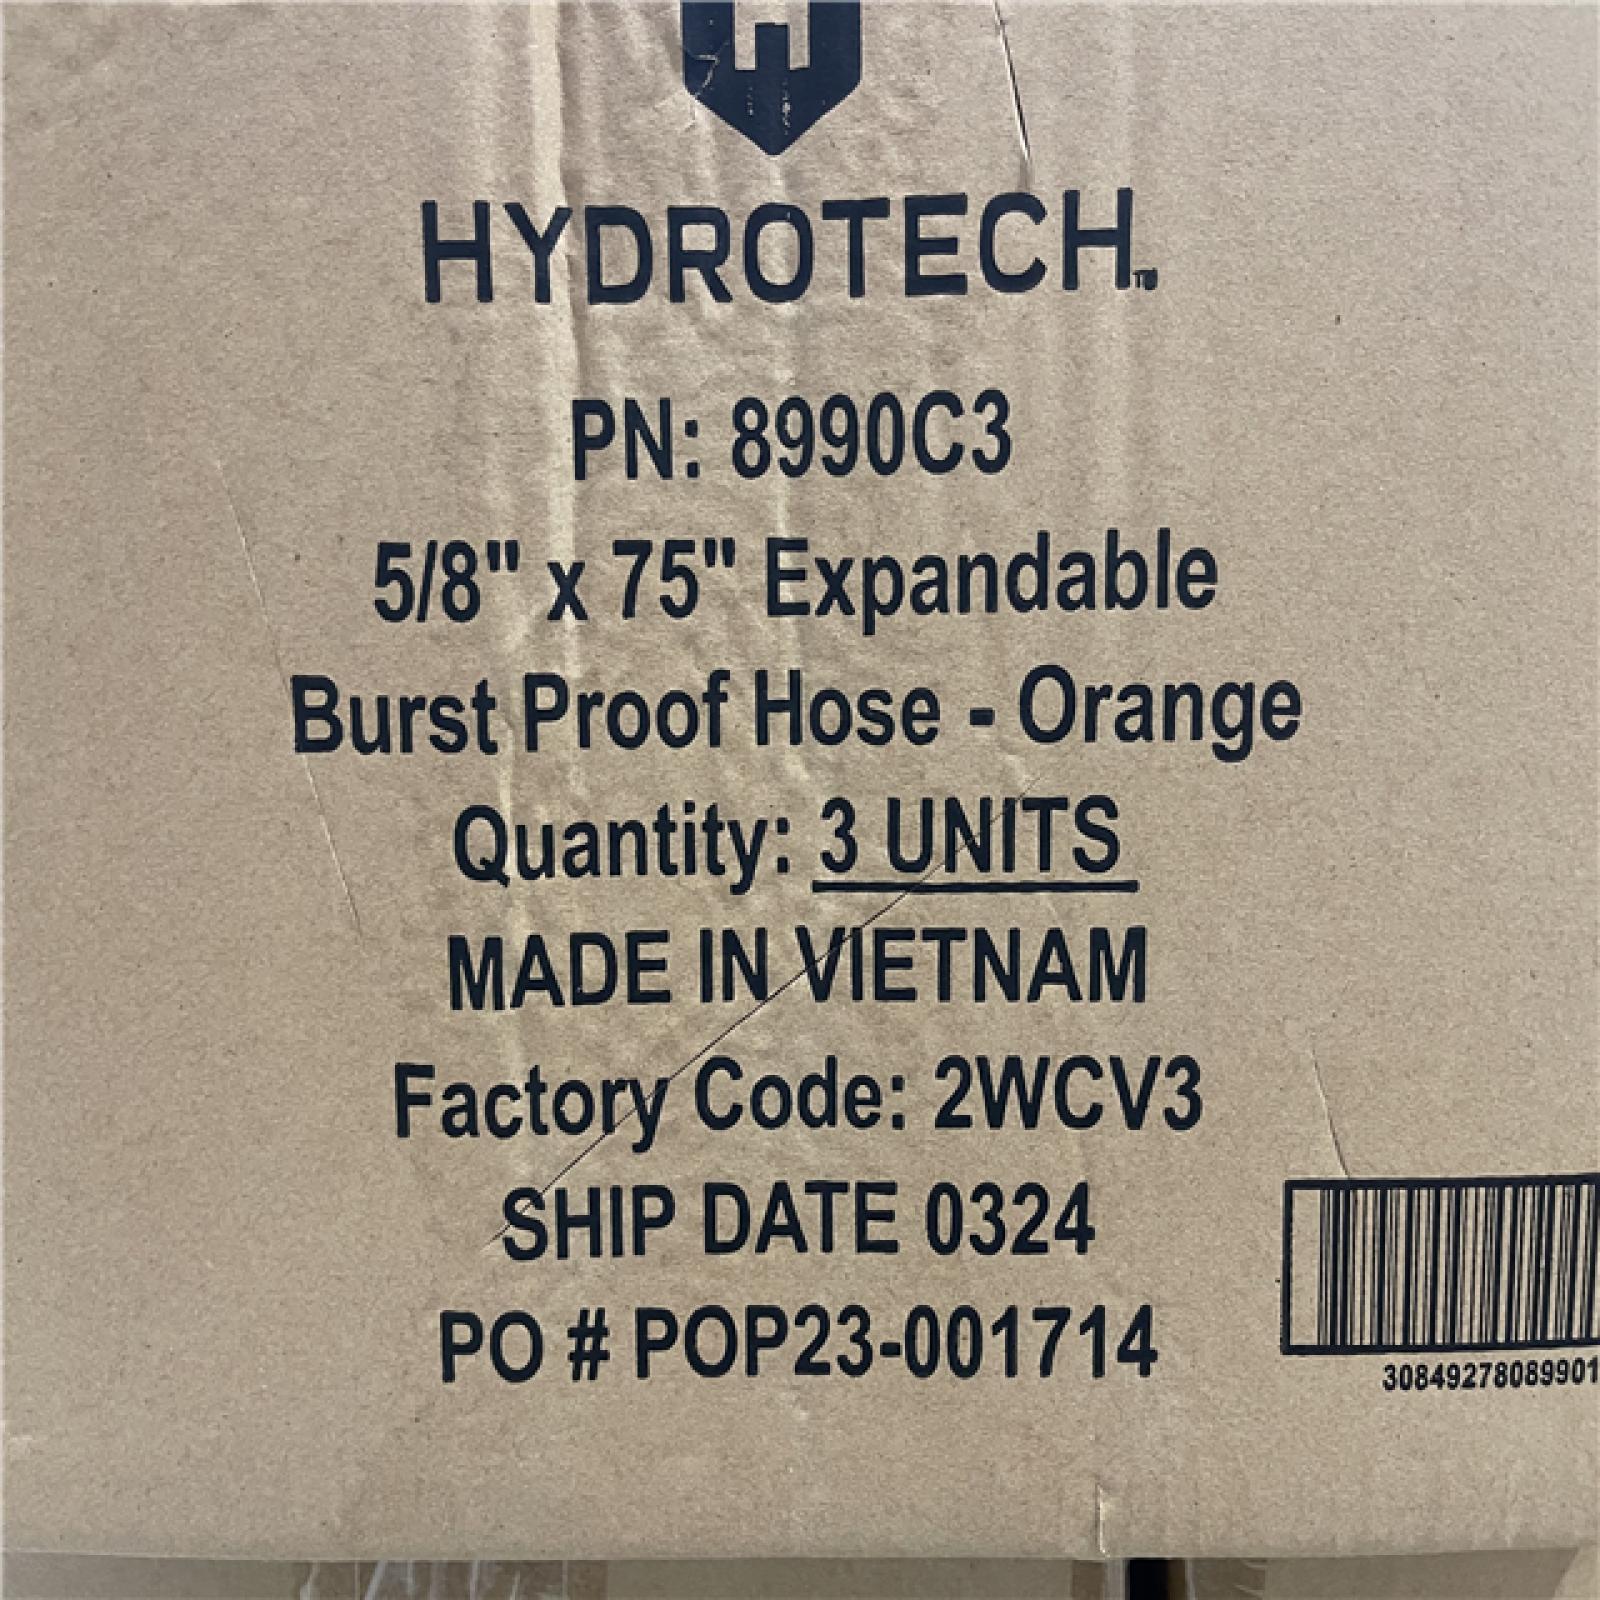 HYDROTECH™
PN: 8990C3
5/8" x 75" Expandable
Burst Proof Hose - Orange
Quantity: 3 UNITS
MADE IN VIETNAM
Factory Code: 2WCV3
SHIP DATE 0324
PO # POP23-001714
30849278089901